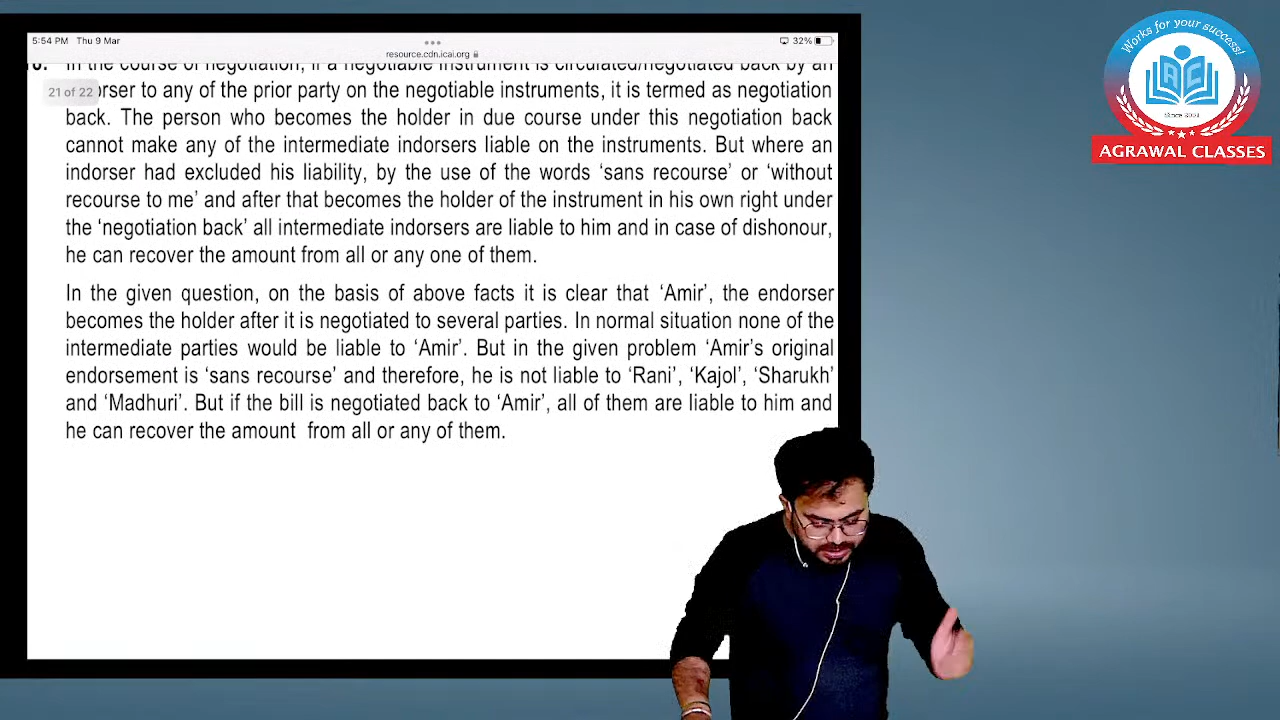 5:54 PM Thu 9 Mar
32%
resource.cdn.icai.org
In the course of negotiation, if a negotiable instrument is circulated/negotiated back by an
21 of 22
to any of the prior party on the negotiable instruments, it is termed as negotiation
back. The person who becomes the holder in due course under this negotiation back
cannot make any of the intermediate indorsers liable on the instruments. But where an
indorser had excluded his liability, by the use of the words ‘sans recourse’ or ‘without
recourse to me’ and after that becomes the holder of the instrument in his own right under
the ‘negotiation back’ all intermediate indorsers are liable to him and in case of dishonour,
he can recover the amount from all or any one of them.
In the given question, on the basis of above facts it is clear that ‘Amir’, the endorser
becomes the holder after it is negotiated to several parties. In normal situation none of the
intermediate parties would be liable to ‘Amir’. But in the given problem ‘Amir’s original
endorsement is ‘sans recourse’ and therefore, he is not liable to ‘Rani’, ‘Kajol’, ‘Sharukh’
and ‘Madhuri’. But if the bill is negotiated back to ‘Amir’, all of them are liable to him and
he can recover the amount from all or any of them.
Works for your success!
AC
Since 2021
AGRAWAL CLASSES